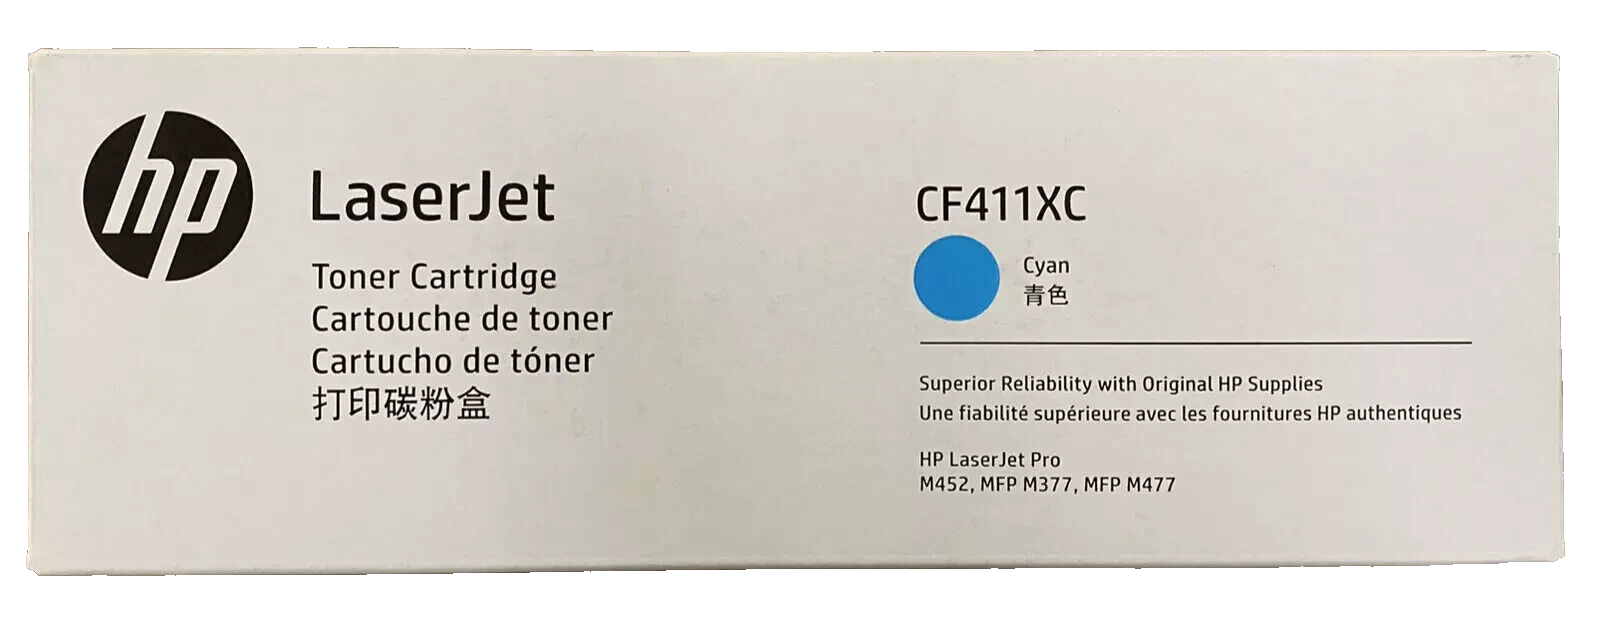 hp
LaserJet
Toner Cartridge
Cartouche de toner
Cartucho de tóner
打印碳粉盒
CF411XC
Cyan
青色
Superior Reliability with Original HP Supplies
Une fiabilité supérieure avec les fournitures HP authentiques
HP LaserJet Pro
M452, MFP M377, MFP M477